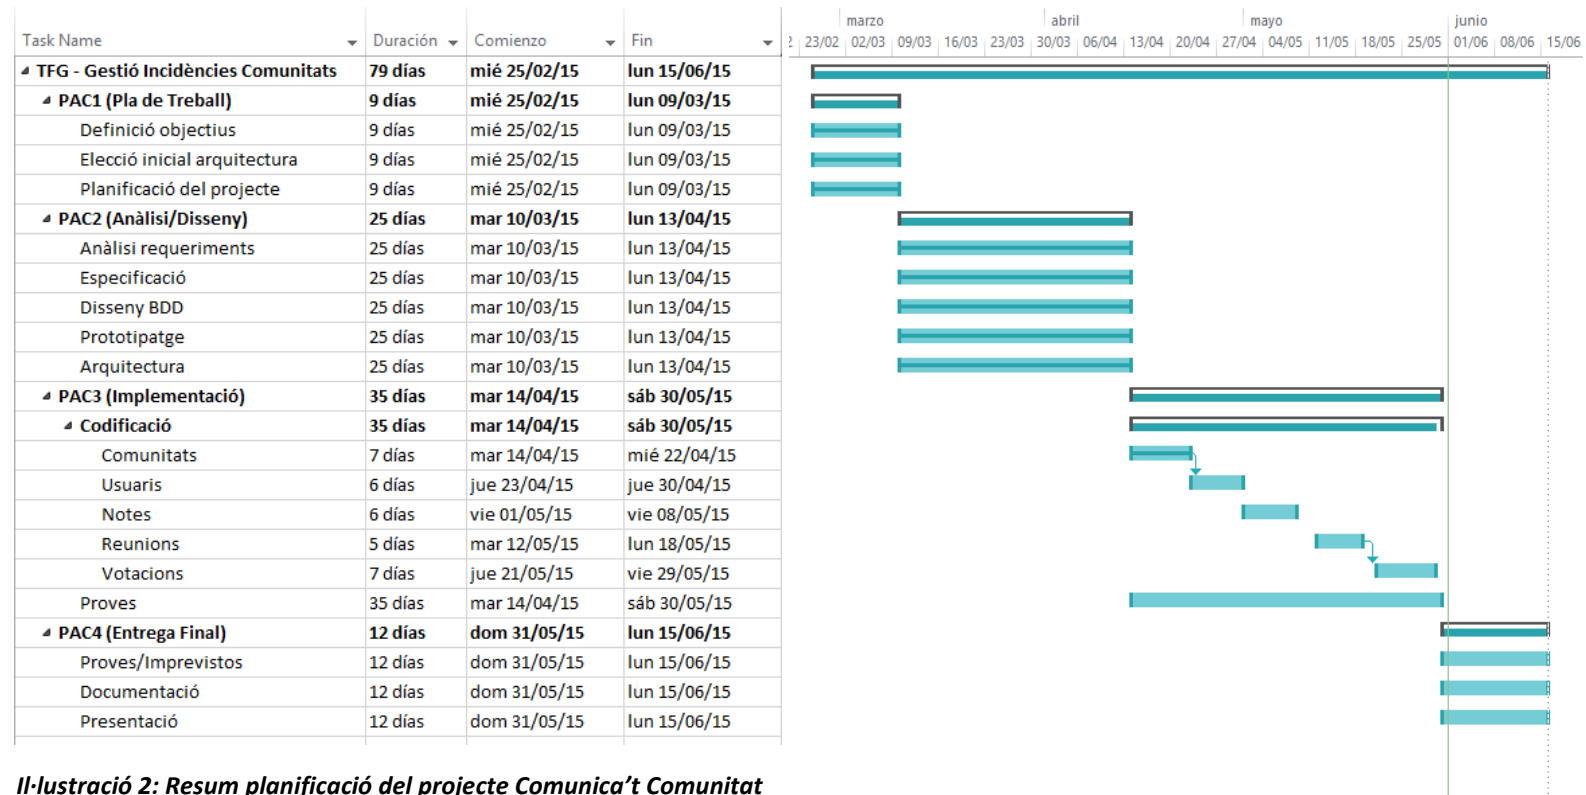 marzo abril mayo junio
Task Name Duración Comienzo Fin 2 23/02 02/03 09/03 16/03 23/03 30/03 06/04 13/04 20/04 27/04 04/05 11/05 18/05 25/05 01/06 08/06 15/06
TFG - Gestió Incidències Comunitats 79 días mié 25/02/15 lun 15/06/15
PAC1 (Pla de Treball) 9 días mié 25/02/15 lun 09/03/15
Definició objectius 9 días mié 25/02/15 lun 09/03/15
Elecció inicial arquitectura 9 días mié 25/02/15 lun 09/03/15
Planificació del projecte 9 días mié 25/02/15 lun 09/03/15
PAC2 (Anàlisi/Disseny) 25 días mar 10/03/15 lun 13/04/15
Anàlisi requeriments 25 días mar 10/03/15 lun 13/04/15
Especificació 25 días mar 10/03/15 lun 13/04/15
Disseny BDD 25 días mar 10/03/15 lun 13/04/15
Prototipatge 25 días mar 10/03/15 lun 13/04/15
Arquitectura 25 días mar 10/03/15 lun 13/04/15
PAC3 (Implementació) 35 días mar 14/04/15 sáb 30/05/15
Codificació 35 días mar 14/04/15 sáb 30/05/15
Comunitats 7 días mar 14/04/15 mié 22/04/15
Usuaris 6 días jue 23/04/15 jue 30/04/15
Notes 6 días vie 01/05/15 vie 08/05/15
Reunions 5 días mar 12/05/15 lun 18/05/15
Votacions 7 días jue 21/05/15 vie 29/05/15
Proves 35 días mar 14/04/15 sáb 30/05/15
PAC4 (Entrega Final) 12 días dom 31/05/15 lun 15/06/15
Proves/Imprevistos 12 días dom 31/05/15 lun 15/06/15
Documentació 12 días dom 31/05/15 lun 15/06/15
Presentació 12 días dom 31/05/15 lun 15/06/15
Il·lustració 2: Resum planificació del projecte Comunica't Comunitat